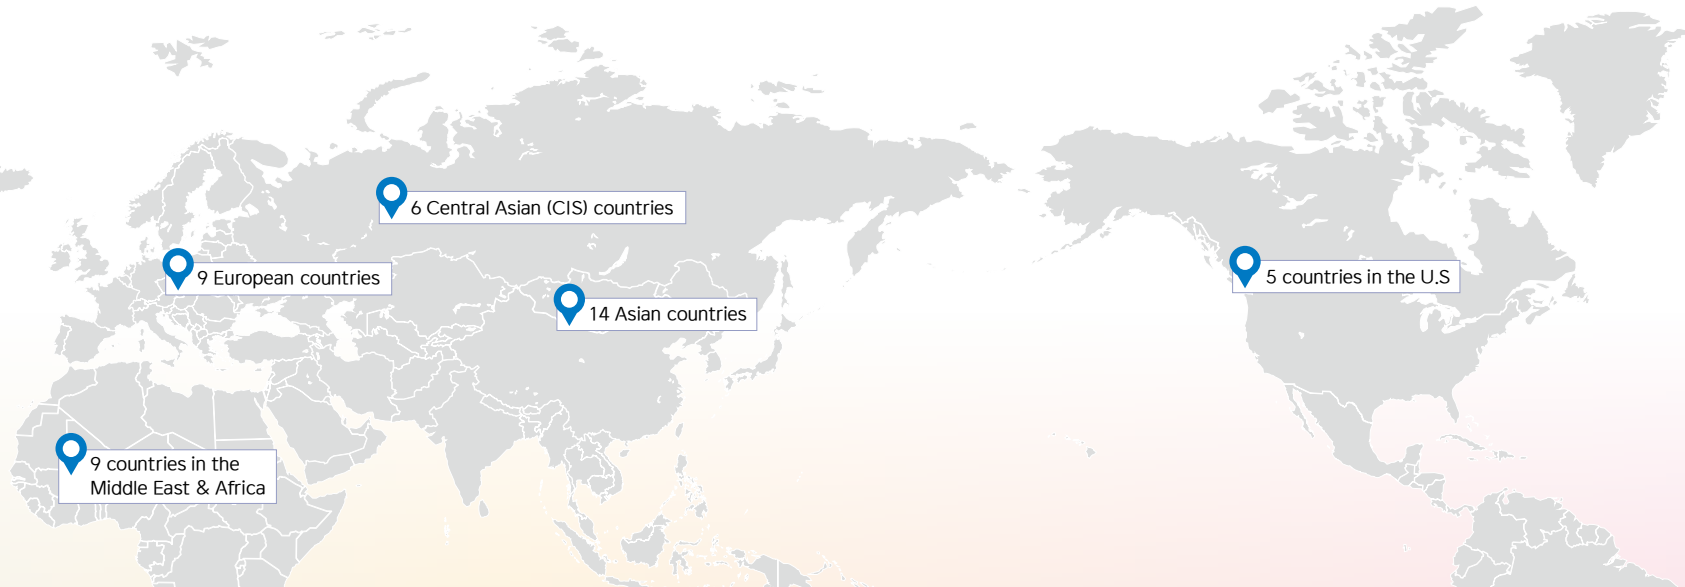 6 Central Asian (CIS) countries
9 European countries
5 countries in the U.S
14 Asian countries
9 countries in the
Middle East & Africa